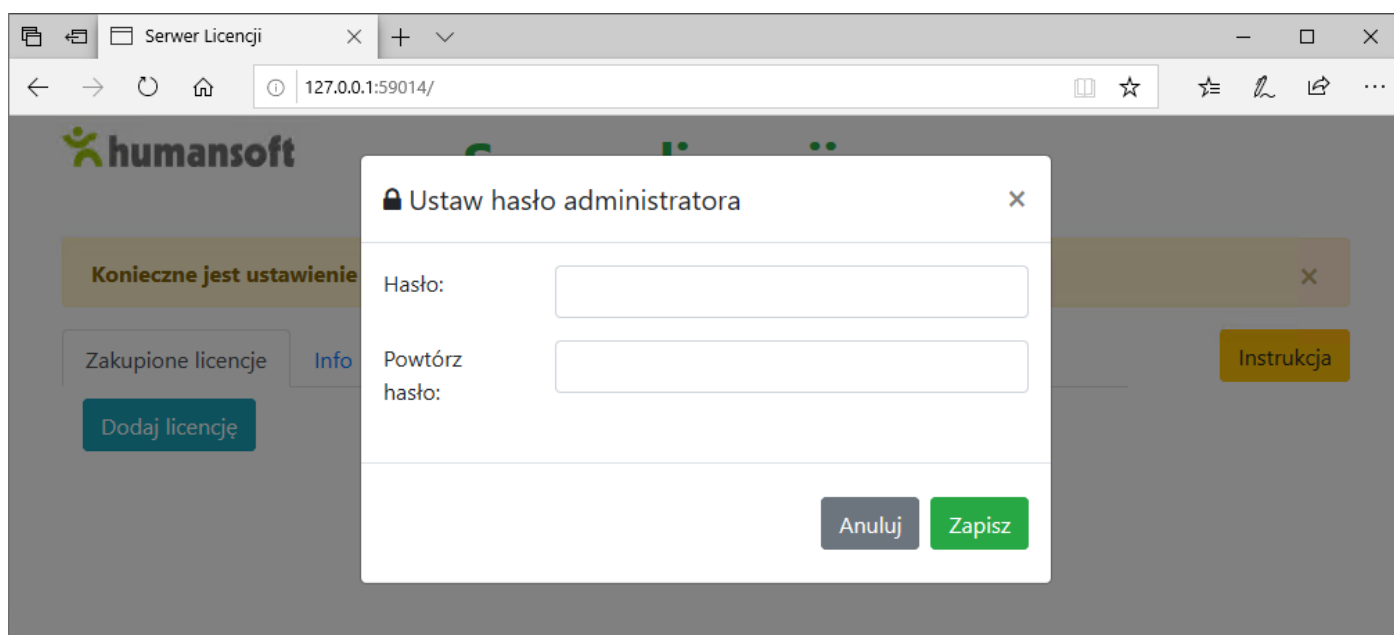 Serwer Licencji
127.0.0.1:59014/
humansoft
Ustaw hasło administratora
Konieczne jest ustawienie
Hasło:
Zakupione licencje
Info
Powtórz
hasło:
Instrukcja
Dodaj licencję
Anuluj
Zapisz